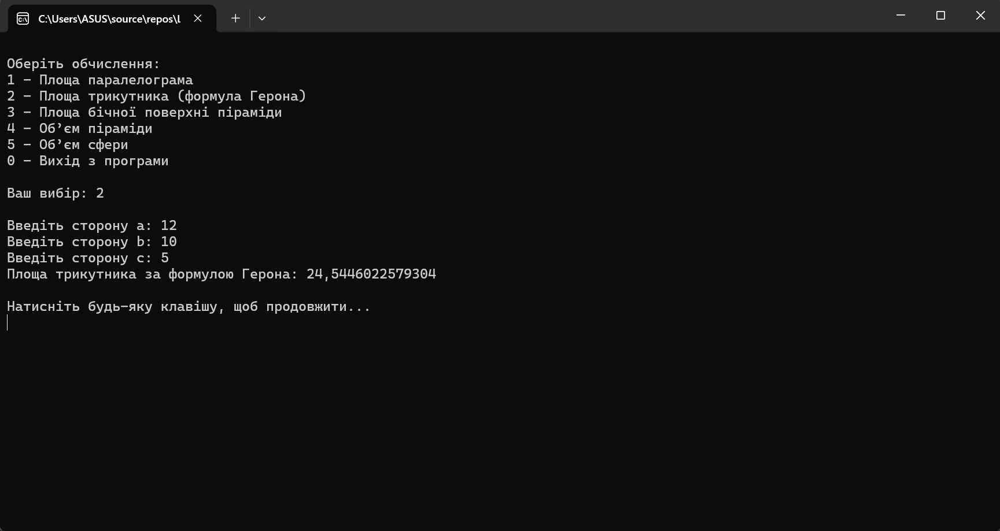 C:\Users\ASUS\source\repos\L
Оберіть обчислення:
1 - Площа паралелограма
2 - Площа трикутника (формула Герона)
3 - Площа бічної поверхні піраміди
4 - Об’єм піраміди
5 - Об’єм сфери
0 - Вихід з програми
Ваш вибір: 2
Введіть сторону a: 12
Введіть сторону b: 10
Введіть сторону c: 5
Площа трикутника за формулою Герона: 24,5446022579304
Натисніть будь-яку клавішу, щоб продовжити...